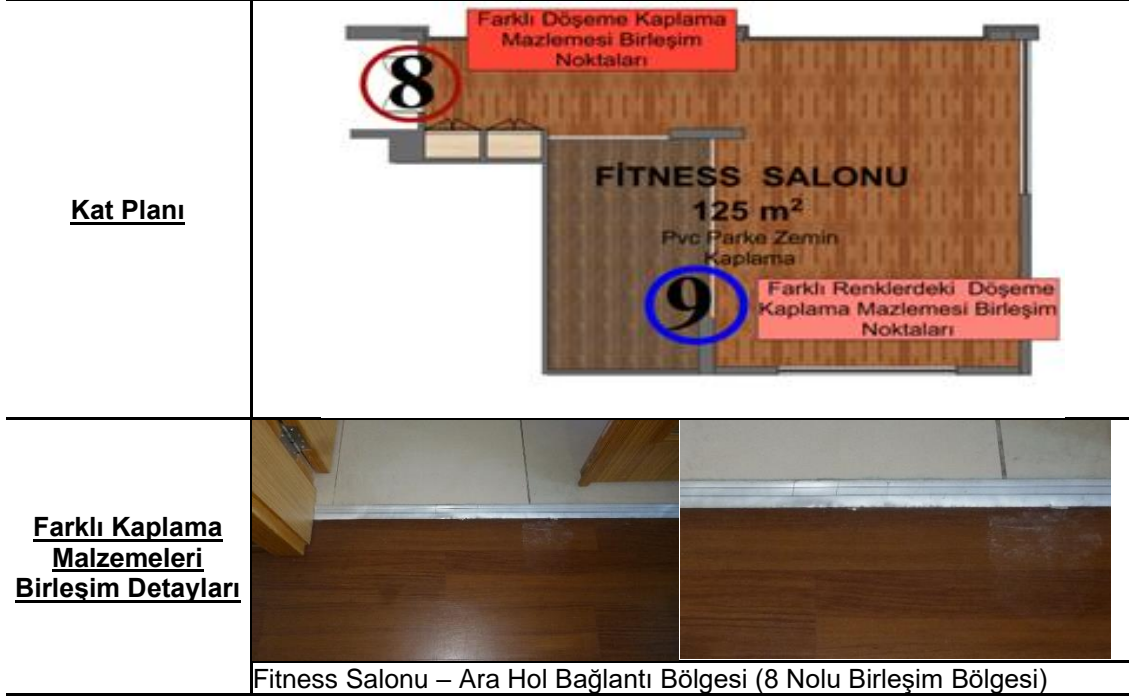 Kat Planı
Farklı Döşeme Kaplama
Mazlemesi Birleşim
Noktaları
8
FİTNESS SALONU
125 m²
Pvc Parke Zemin
Kaplama
9
Farklı Renklerdeki Döşeme
Kaplama Mazlemesi Birleşim
Noktaları
Farklı Kaplama
Malzemeleri
Birleşim Detayları
Fitness Salonu – Ara Hol Bağlantı Bölgesi (8 Nolu Birleşim Bölgesi)